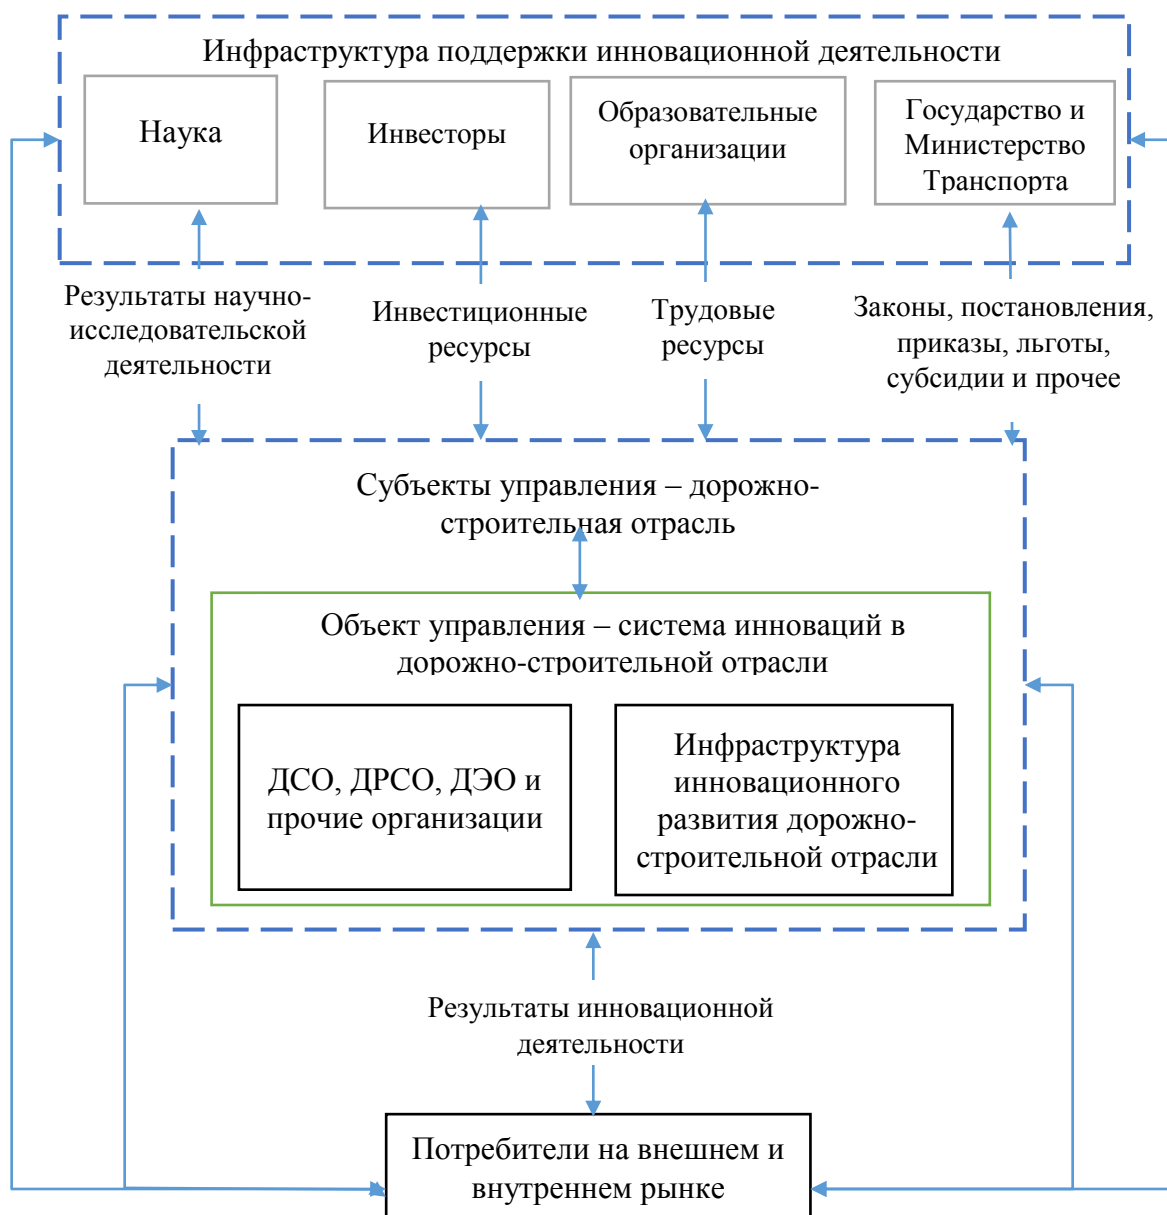 Инфраструктура поддержки инновационной деятельности
Наука
Инвесторы
Образовательные
организации
Государство и
Министерство
Транспорта
Результаты научно-
исследовательской
деятельности
Инвестиционные
ресурсы
Трудовые
ресурсы
Законы, постановления,
приказы, льготы,
субсидии и прочее
Субъекты управления – дорожно-
строительная отрасль
Объект управления – система инноваций в
дорожно-строительной отрасли
ДСО, ДРСО, ДЭО и
прочие организации
Инфраструктура
инновационного
развития дорожно-
строительной отрасли
Результаты инновационной
деятельности
Потребители на внешнем и
внутреннем рынке